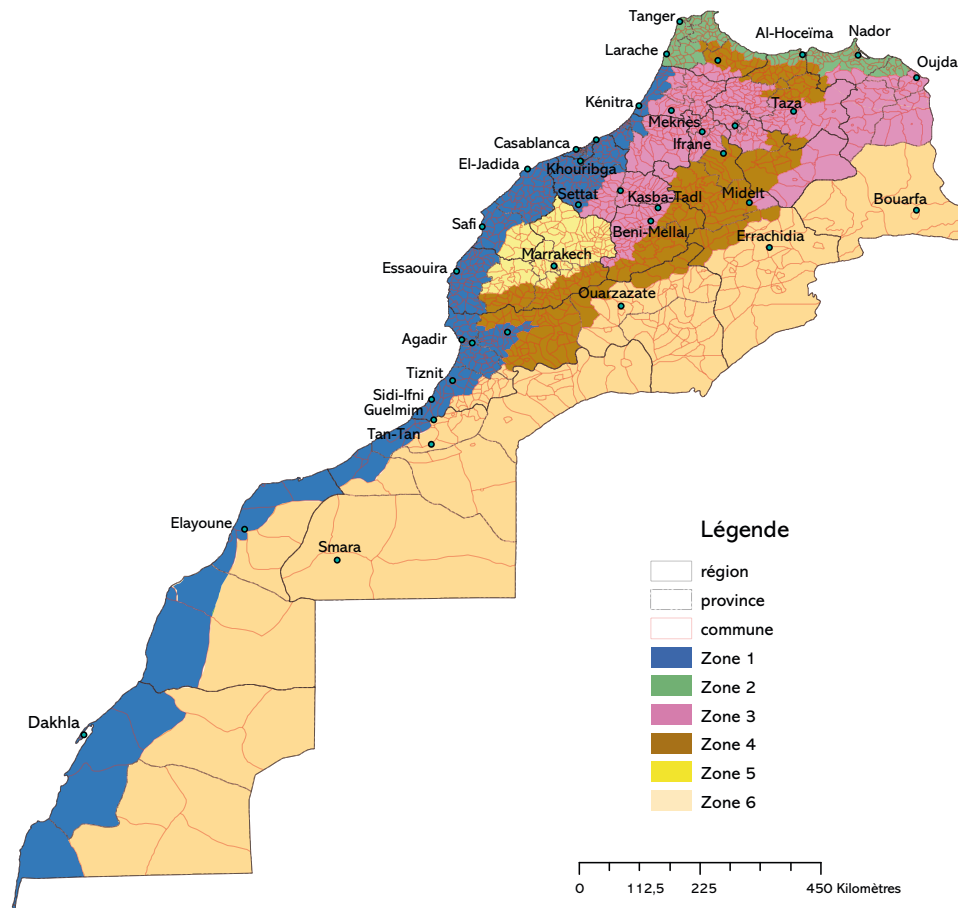 Tanger
Al-Hoceïma
Nador
Larache
Oujda
Kénitra
Taza
Meknès
Casablanca
Ifrane
El-Jadida
Khouribga
Settat
Kasba-Tadl
Midelt
Bouarfa
Safi
Beni-Mellal
Errachidia
Marrakech
Essaouira
Ouarzazate
Agadir
Tiznit
Sidi-Ifni
Guelmim
Tan-Tan
Elayoune
Smara
Dakhla
Légende
région
province
commune
Zone 1
Zone 2
Zone 3
Zone 4
Zone 5
Zone 6
0 112,5 225 450 Kilomètres